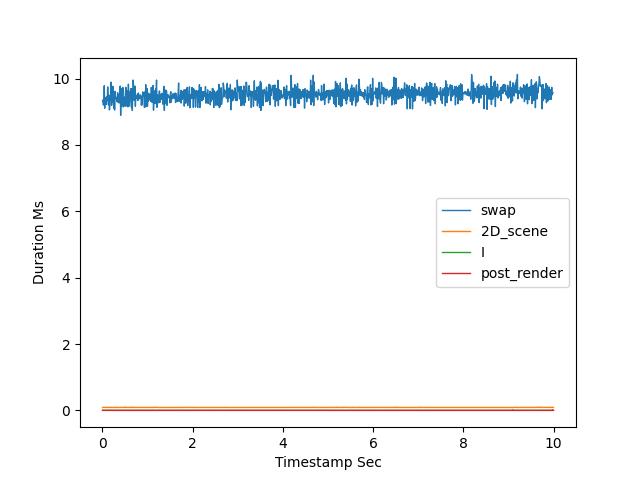 10
8
6
4
2
0
Duration Ms
swap
2D_scene
I
post_render
0 2 4 6 8 10
Timestamp Sec